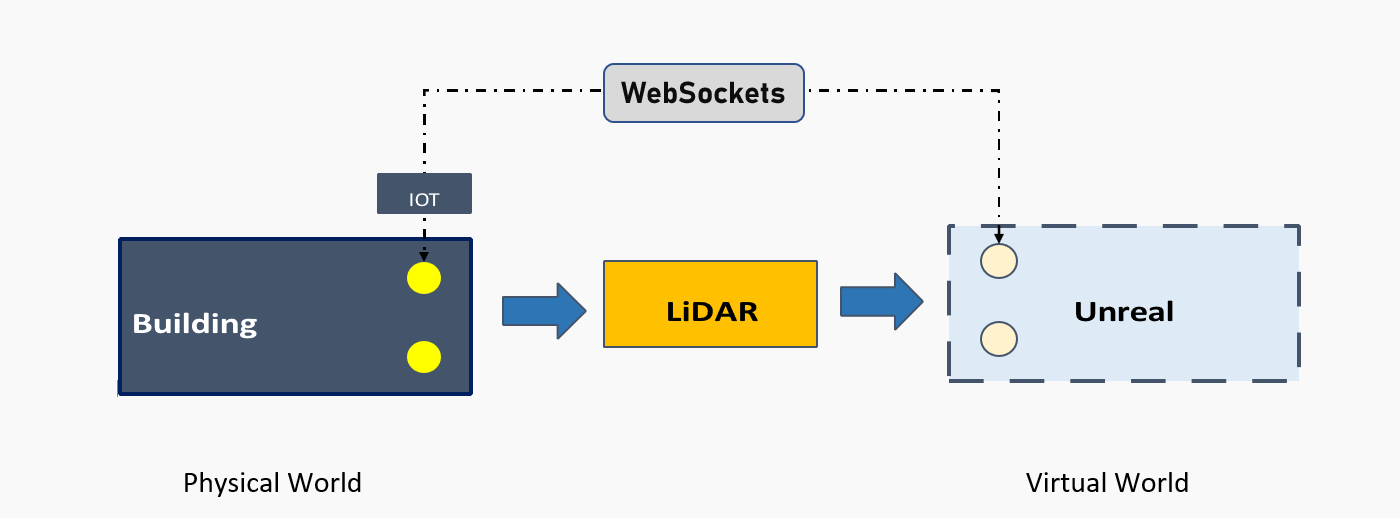 WebSockets
IOT
Building
LiDAR
Unreal
Physical World
Virtual World